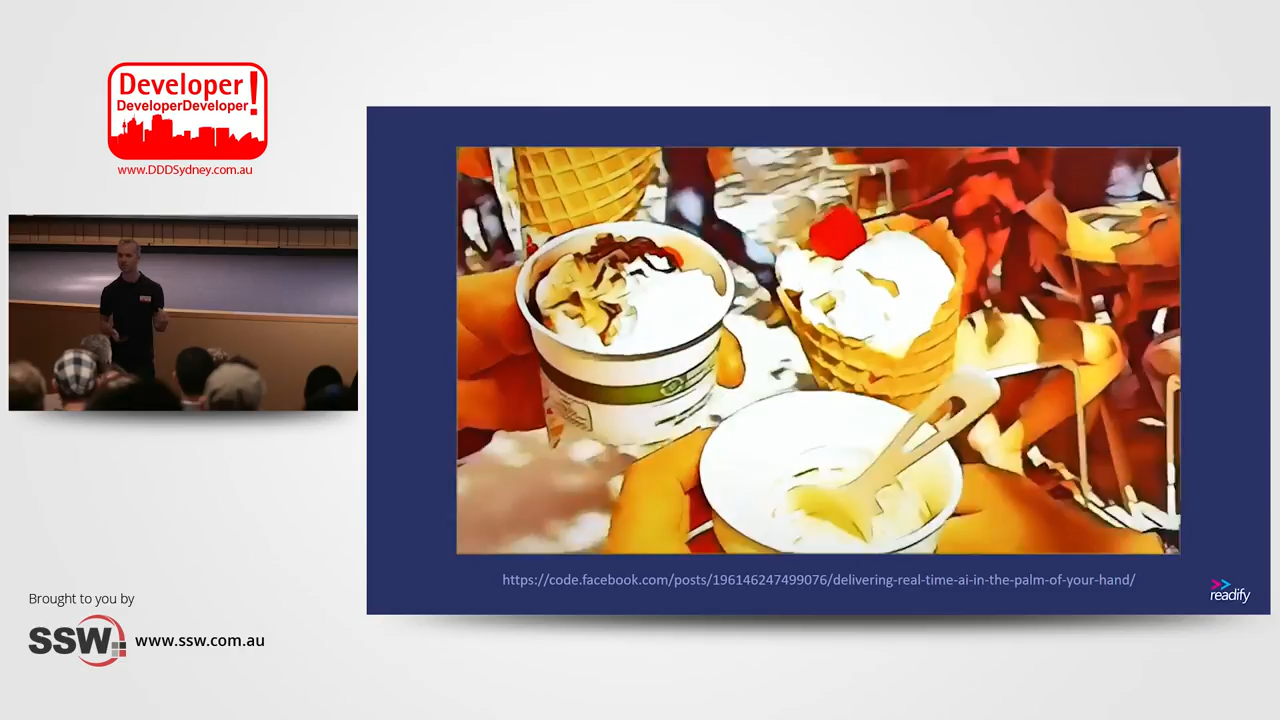 Developer!
DeveloperDeveloper
www.DDDSydney.com.au
https://code.facebook.com/posts/196146247499076/delivering-real-time-ai-in-the-palm-of-your-hand/
readify
Brought to you by
SSW
www.ssw.com.au